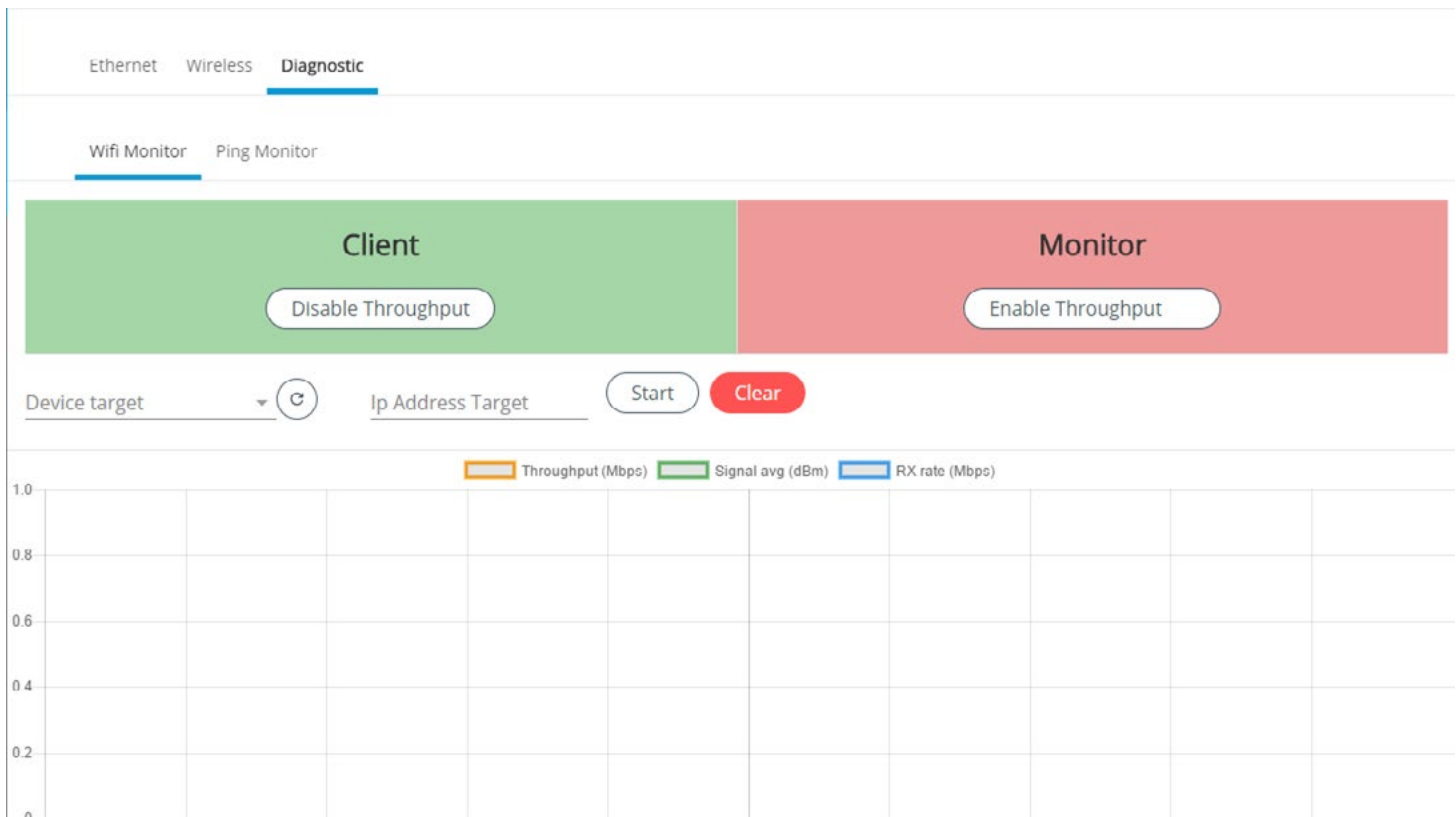 Ethernet Wireless Diagnostic
Wifi Monitor Ping Monitor
Client Monitor
Disable Throughput Enable Throughput
Device target Ip Address Target Start Clear
Throughput (Mbps) Signal avg (dBm) RX rate (Mbps)
1.0
0.8
0.6
0.4
0.2
0